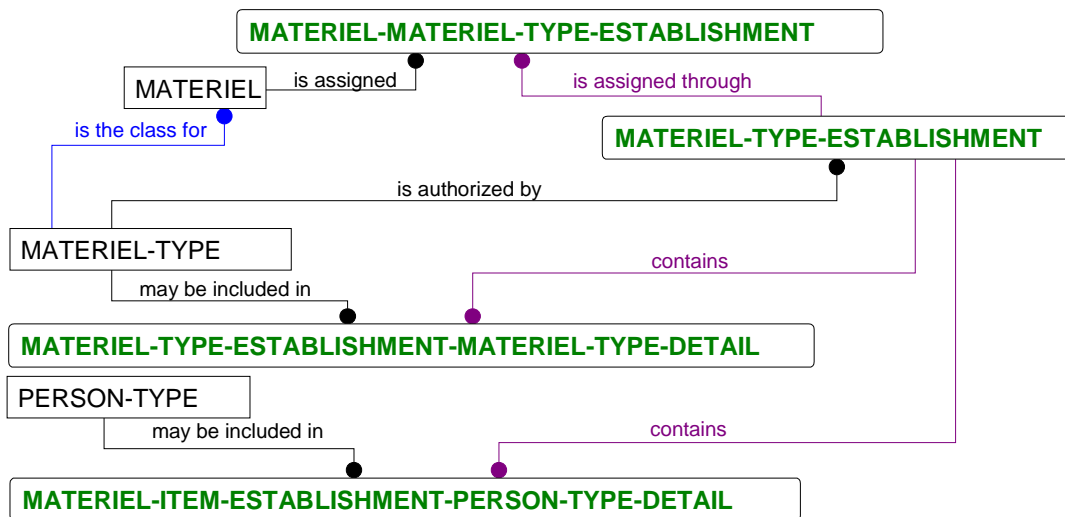 MATERIEL-MATERIEL-TYPE-ESTABLISHMENT
is assigned
is assigned through
MATERIEL
is the class for
MATERIEL-TYPE-ESTABLISHMENT
is authorized by
MATERIEL-TYPE
contains
may be included in
MATERIEL-TYPE-ESTABLISHMENT-MATERIEL-TYPE-DETAIL
PERSON-TYPE
may be included in
contains
MATERIEL-ITEM-ESTABLISHMENT-PERSON-TYPE-DETAIL